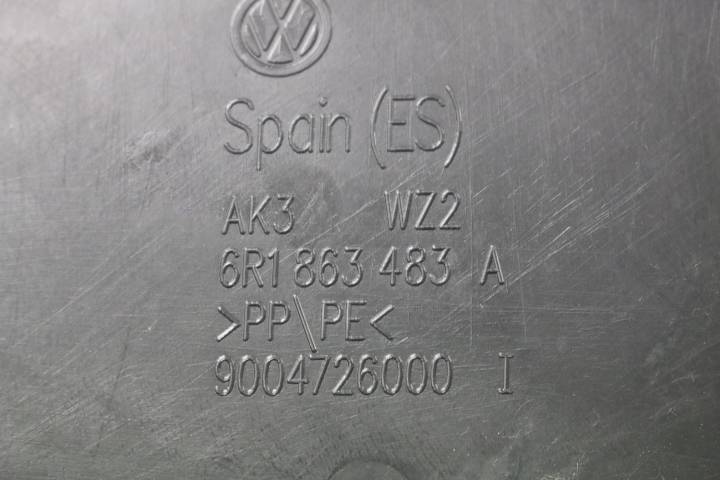 Spain (ES)
AK3 WZ2
6R1 863 483 A
>PP\PE<
9004726000 I